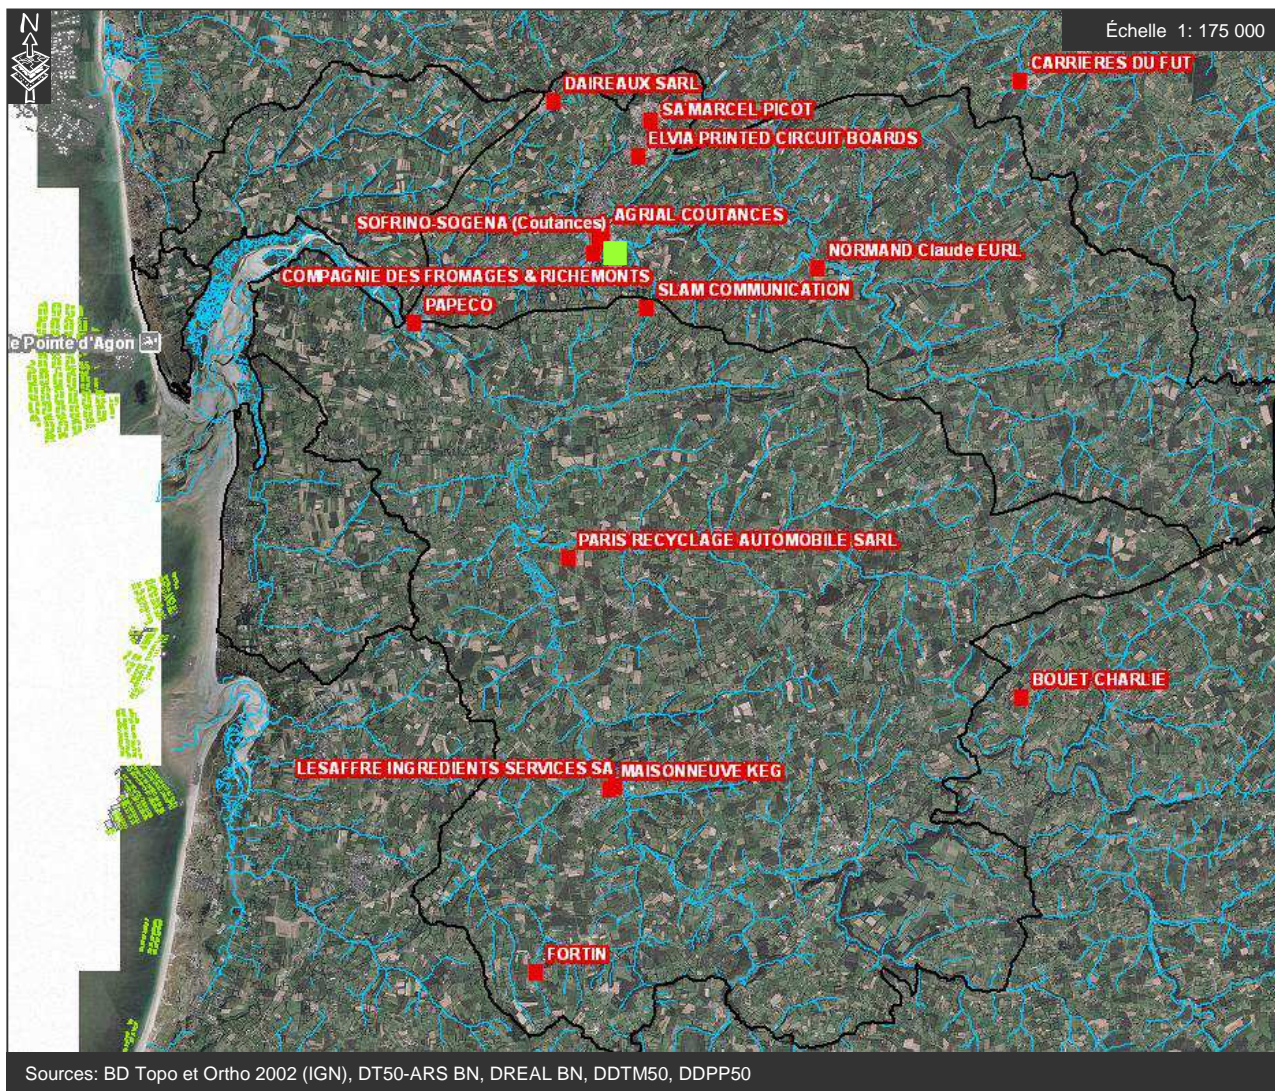 N
Échelle 1: 175 000
CARRIERES DU FUT
DAIREAUX SARL
SA MARCEL PICOT
ELVIA PRINTED CIRCUIT BOARDS
SOFRINO-SOGENA (Coutances)
AGRIAL COUTANCES
NORMAND Claude EURL
COMPAGNIE DES FROMAGES & RICHEMONTS
SLAM COMMUNICATION
PAPECO
le Pointe d'Agon
PARIS RECYCLAGE AUTOMOBILE SARL
BOUET CHARLIE
LESAFFRE INGREDIENTS SERVICES SA
MAISONNEUVE KEG
FORTIN
Sources: BD Topo et Ortho 2002 (IGN), DT50-ARS BN, DREAL BN, DDTM50, DDPP50